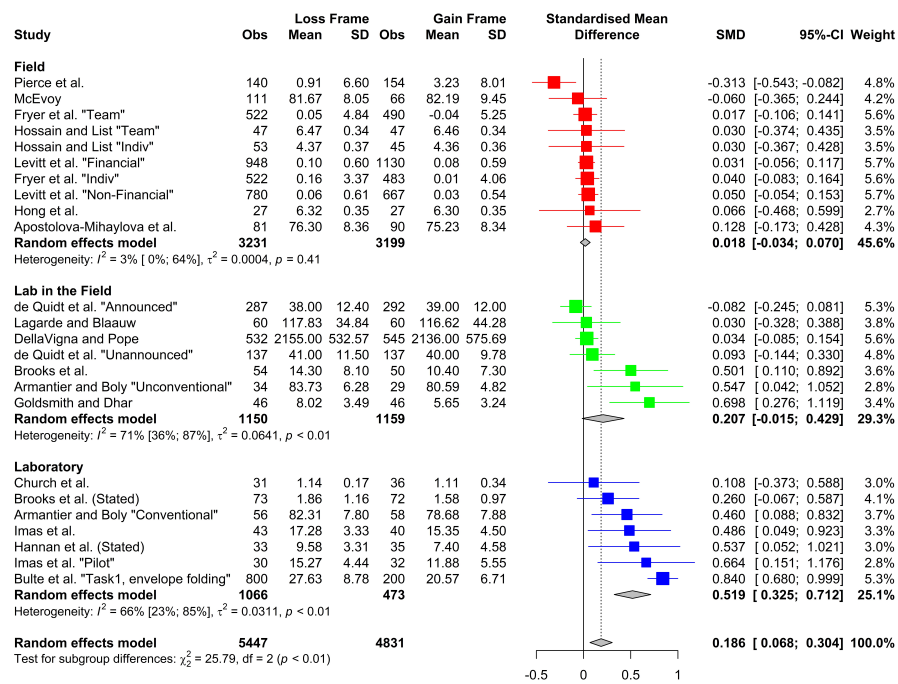 Loss Frame Gain Frame Standardised Mean
Study Obs Mean SD Obs Mean SD Difference SMD 95%-CI Weight
Field
Pierce et al. 140 0.91 6.60 154 3.23 8.01 -0.313 [-0.543; -0.082] 4.8%
McEvoy 111 81.67 8.05 66 82.19 9.45 -0.060 [-0.365; 0.244] 4.2%
Fryer et al. "Team" 522 0.05 4.84 490 -0.04 5.25 0.017 [-0.106; 0.141] 5.6%
Hossain and List "Team" 47 6.47 0.34 47 6.46 0.34 0.030 [-0.374; 0.435] 3.5%
Hossain and List "Indiv" 53 4.37 0.37 45 4.36 0.36 0.030 [-0.367; 0.428] 3.5%
Levitt et al. "Financial" 948 0.10 0.60 1130 0.08 0.59 0.031 [-0.056; 0.117] 5.7%
Fryer et al. "Indiv" 522 0.16 3.37 483 0.01 4.06 0.040 [-0.083; 0.164] 5.6%
Levitt et al. "Non-Financial" 780 0.06 0.61 667 0.03 0.54 0.050 [-0.054; 0.153] 5.7%
Hong et al. 27 6.32 0.35 27 6.30 0.35 0.066 [-0.468; 0.599] 2.7%
Apostolova-Mihaylova et al. 81 76.30 8.36 90 75.23 8.34 0.128 [-0.173; 0.428] 4.3%
Random effects model 3231 3199 0.018 [-0.034; 0.070] 45.6%
Heterogeneity: I² = 3% [ 0%; 64%], τ² = 0.0004, p = 0.41
Lab in the Field
de Quidt et al. "Announced" 287 38.00 12.40 292 39.00 12.00 -0.082 [-0.245; 0.081] 5.3%
Lagarde and Blaauw 60 117.83 34.84 60 116.62 44.28 0.030 [-0.328; 0.388] 3.8%
DellaVigna and Pope 532 2155.00 532.57 545 2136.00 575.69 0.034 [-0.085; 0.154] 5.6%
de Quidt et al. "Unannounced" 137 41.00 11.50 137 40.00 9.78 0.093 [-0.144; 0.330] 4.8%
Brooks et al. 54 14.30 8.10 50 10.40 7.30 0.501 [ 0.110; 0.892] 3.6%
Armantier and Boly "Unconventional" 34 83.73 6.28 29 80.59 4.82 0.547 [ 0.042; 1.052] 2.8%
Goldsmith and Dhar 46 8.02 3.49 46 5.65 3.24 0.698 [ 0.276; 1.119] 3.4%
Random effects model 1150 1159 0.207 [-0.015; 0.429] 29.3%
Heterogeneity: I² = 71% [36%; 87%], τ² = 0.0641, p < 0.01
Laboratory
Church et al. 31 1.14 0.17 36 1.11 0.34 0.108 [-0.373; 0.588] 3.0%
Brooks et al. (Stated) 73 1.86 1.16 72 1.58 0.97 0.260 [-0.067; 0.587] 4.1%
Armantier and Boly "Conventional" 56 82.31 7.80 58 78.68 7.88 0.460 [ 0.088; 0.832] 3.7%
Imas et al. 43 17.28 3.33 40 15.35 4.50 0.486 [ 0.049; 0.923] 3.3%
Hannan et al. (Stated) 33 9.58 3.31 35 7.40 4.58 0.537 [ 0.052; 1.021] 3.0%
Imas et al. "Pilot" 30 15.27 4.44 32 11.88 5.55 0.664 [ 0.151; 1.176] 2.8%
Bulte et al. "Task1, envelope folding" 800 27.63 8.78 200 20.57 6.71 0.840 [ 0.680; 0.999] 5.3%
Random effects model 1066 473 0.519 [ 0.325; 0.712] 25.1%
Heterogeneity: I² = 66% [23%; 85%], τ² = 0.0311, p < 0.01
Random effects model 5447 4831 0.186 [ 0.068; 0.304] 100.0%
Test for subgroup differences: χ²₂ = 25.79, df = 2 (p < 0.01)
-0.5 0 0.5 1